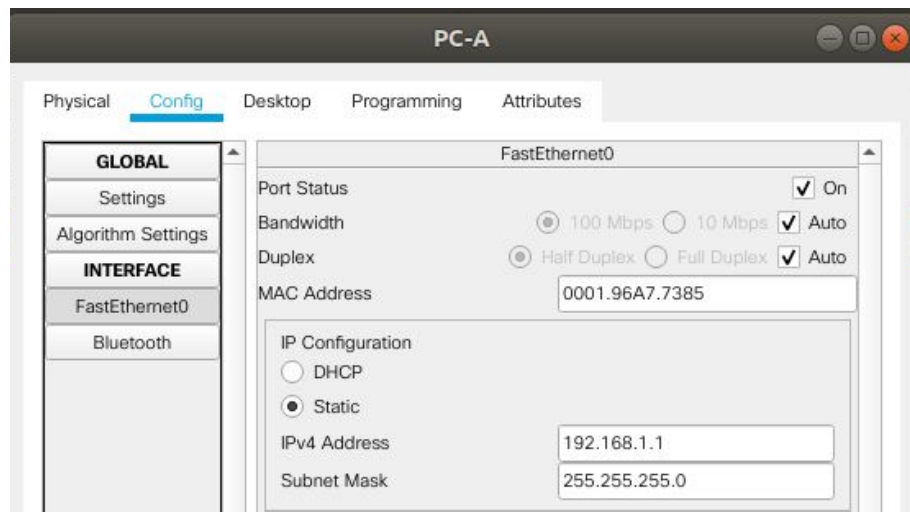 PC-A
Physical Config Desktop Programming Attributes
GLOBAL
Settings
Algorithm Settings
INTERFACE
FastEthernet0
Bluetooth
FastEthernet0
Port Status On
Bandwidth 100 Mbps 10 Mbps Auto
Duplex Half Duplex Full Duplex Auto
MAC Address 0001.96A7.7385
IP Configuration
DHCP
Static
IPv4 Address 192.168.1.1
Subnet Mask 255.255.255.0